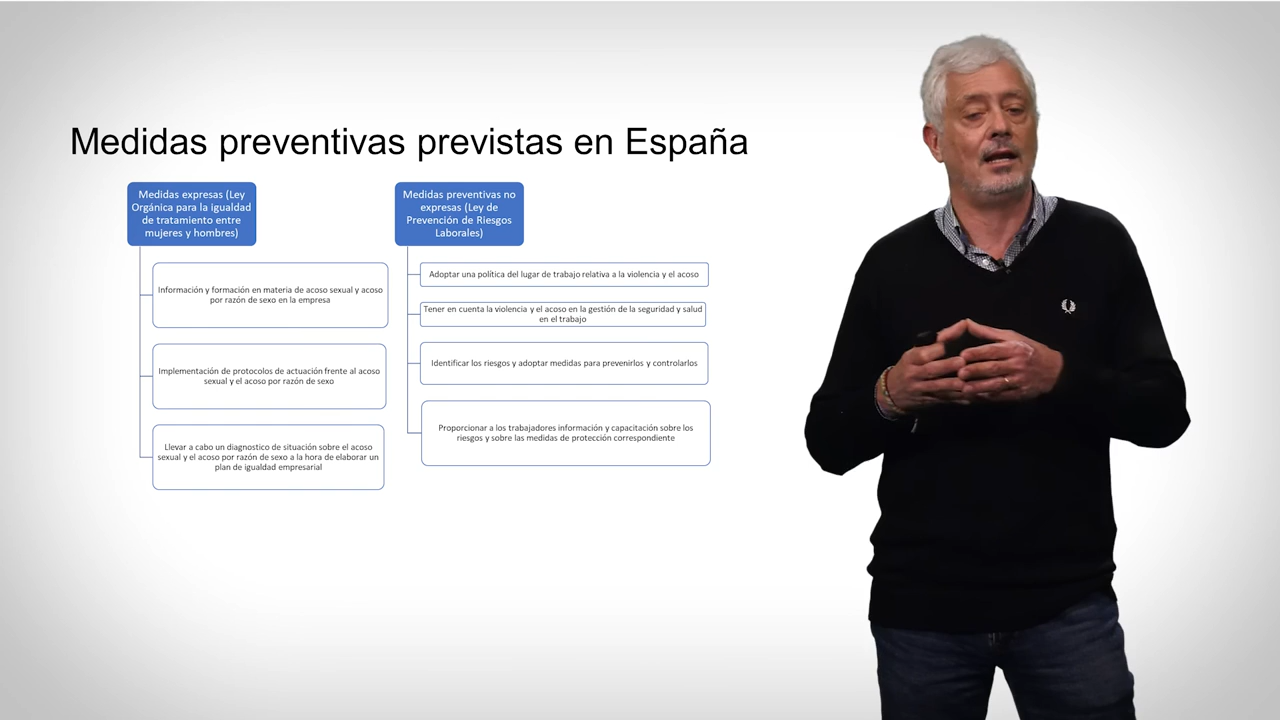 Medidas preventivas previstas en España
Medidas expresas (Ley
Orgánica para la igualdad
de tratamiento entre
mujeres y hombres)
Información y formación en materia de acoso sexual y acoso
por razón de sexo en la empresa
Implementación de protocolos de actuación frente al acoso
sexual y el acoso por razón de sexo
Llevar a cabo un diagnostico de situación sobre el acoso
sexual y el acoso por razón de sexo a la hora de elaborar un
plan de igualdad empresarial
Medidas preventivas no
expresas (Ley de
Prevención de Riesgos
Laborales)
Adoptar una política del lugar de trabajo relativa a la violencia y el acoso
Tener en cuenta la violencia y el acoso en la gestión de la seguridad y salud
en el trabajo
Identificar los riesgos y adoptar medidas para prevenirlos y controlarlos
Proporcionar a los trabajadores información y capacitación sobre los
riesgos y sobre las medidas de protección correspondiente